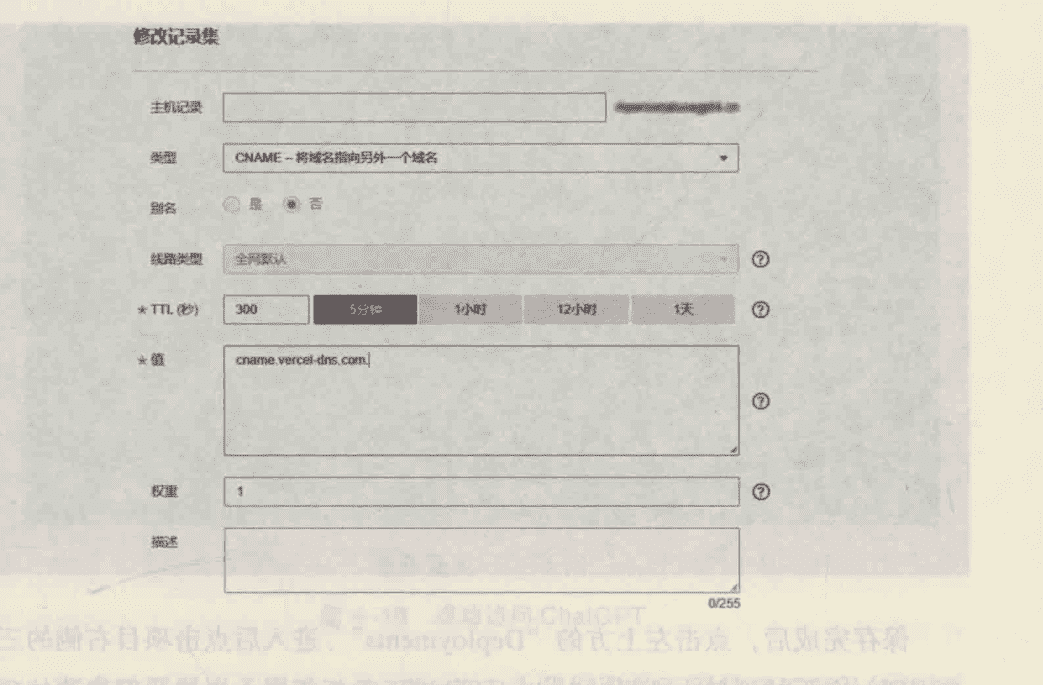 修改记录集
主机记录
类型 CNAME – 将域名指向另外一个域名
别名 是 否
线路类型 全网默认
★ TTL (秒) 300 5分钟 1小时 12小时 1天
★ 值 cname.vercel-dns.com.
权重 1
描述
0/255
ChatGPT
保存完成后，点击左上方的“Deployments”，进入后点击项目右侧的三